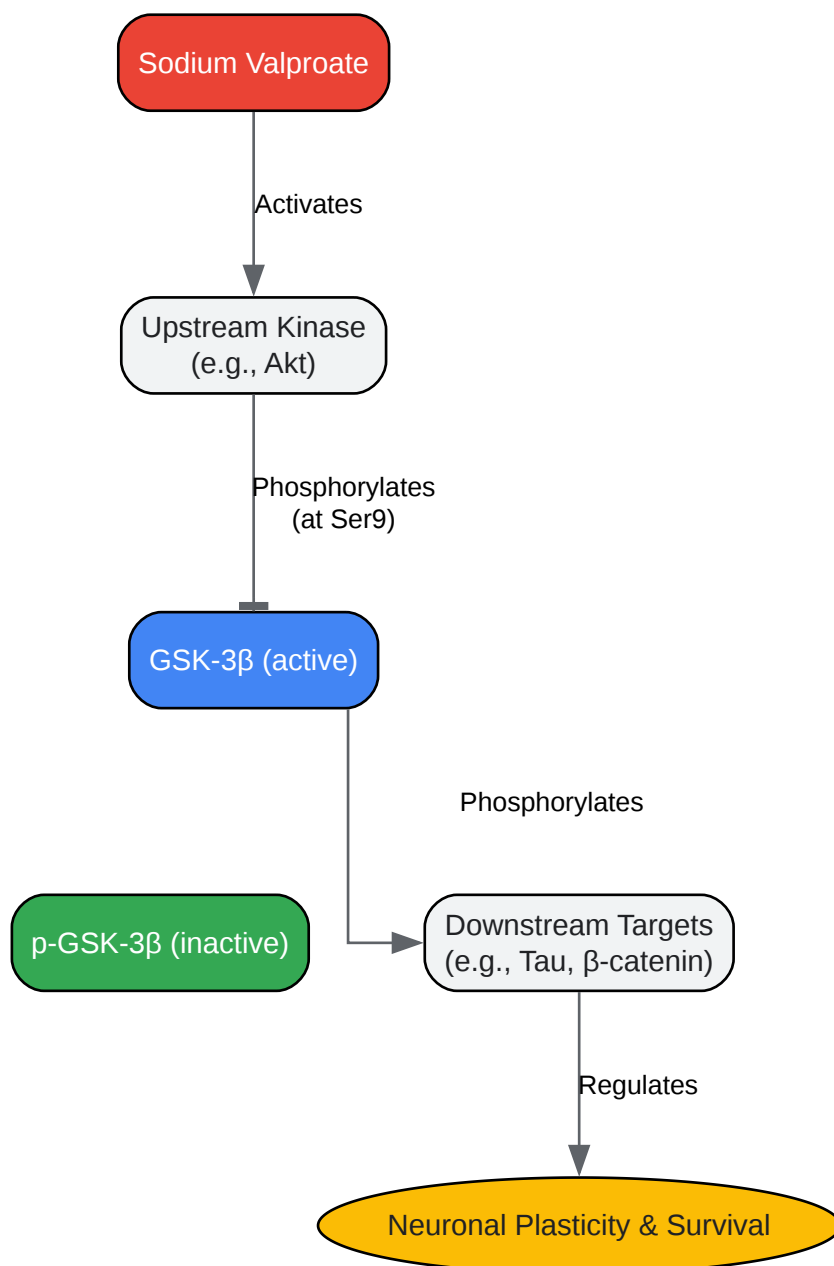 Sodium Valproate
Activates
Upstream Kinase
(e.g., Akt)
Phosphorylates
(at Ser9)
GSK-3β (active)
Phosphorylates
p-GSK-3β (inactive)
Downstream Targets
(e.g., Tau, β-catenin)
Regulates
Neuronal Plasticity & Survival